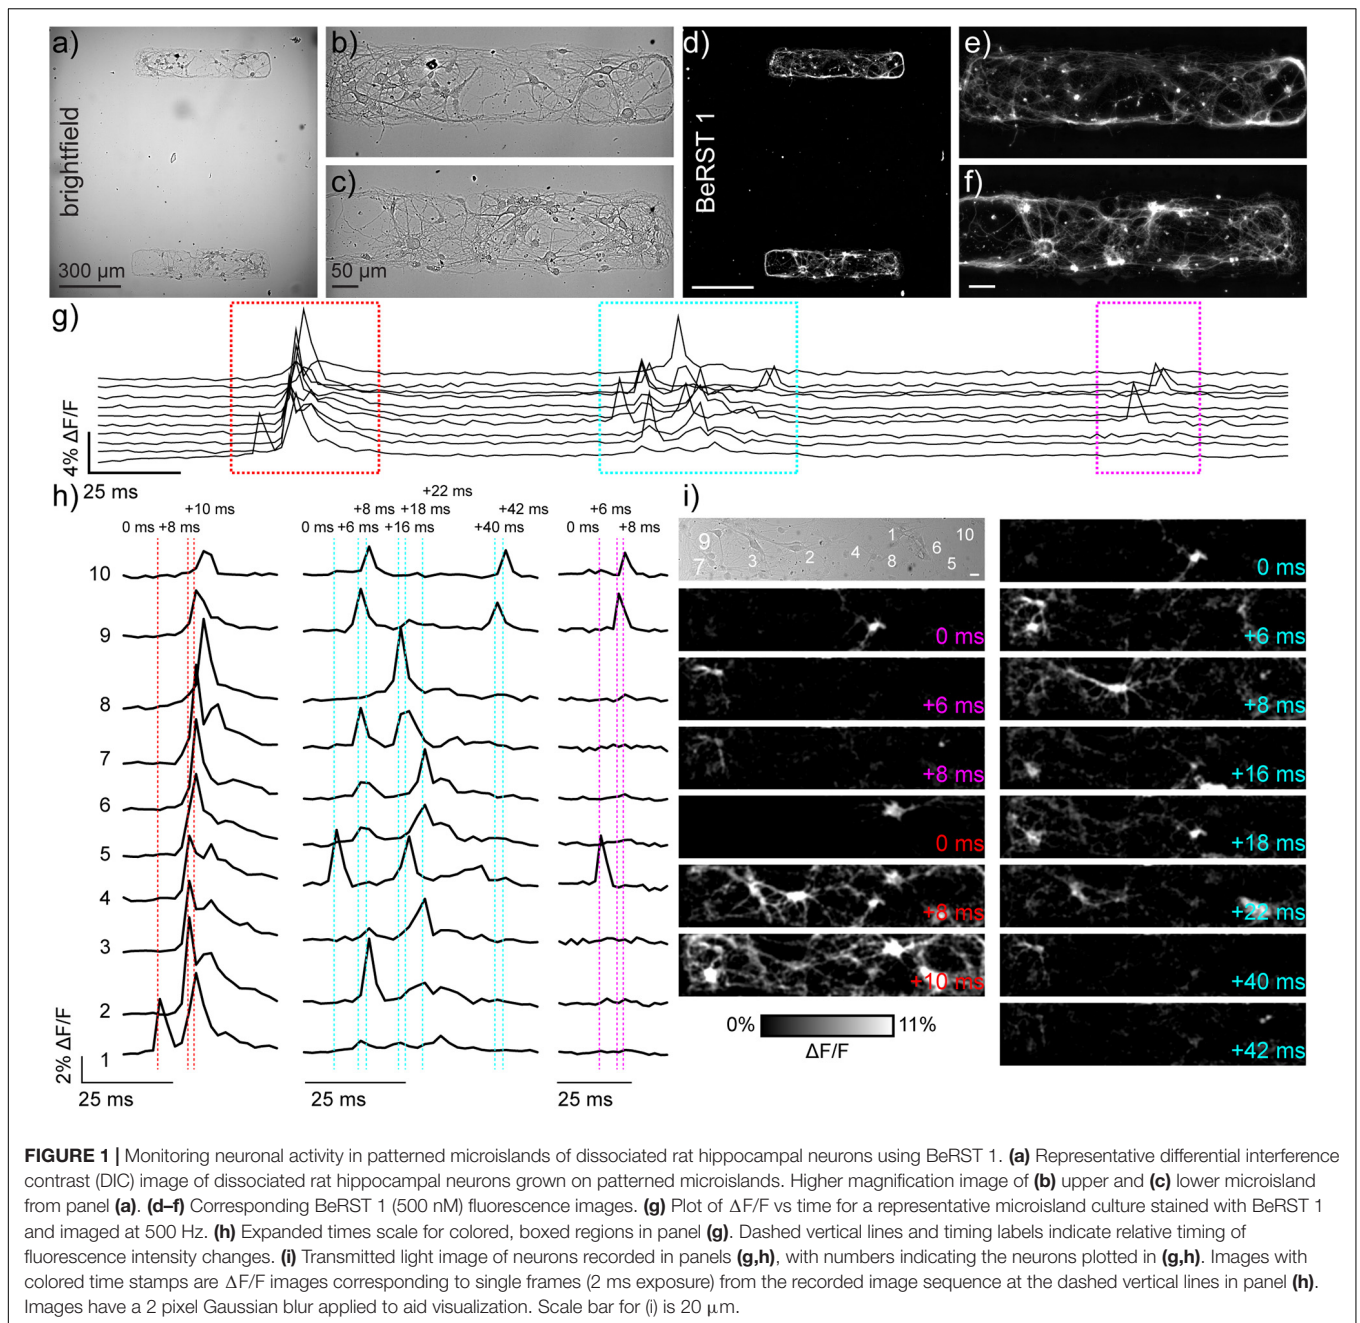 a)
brightfield
300 µm
b)
c)
50 µm
d)
BeRST 1
e)
f)
g)
4% ΔF/F
25 ms
h)
+22 ms
+10 ms
+8 ms +18 ms
+42 ms
+6 ms
0 ms +8 ms
0 ms +6 ms +16 ms
+40 ms
0 ms
+8 ms
10
9
8
7
6
5
4
3
2
1
2% ΔF/F
25 ms
25 ms
25 ms
i)
9
7
3
2
4
1
8
6
10
5
0 ms
+6 ms
+8 ms
0 ms
+8 ms
+10 ms
0%
11%
ΔF/F
0 ms
+6 ms
+8 ms
+16 ms
+18 ms
+22 ms
+40 ms
+42 ms
FIGURE 1 | Monitoring neuronal activity in patterned microislands of dissociated rat hippocampal neurons using BeRST 1. (a) Representative differential interference
contrast (DIC) image of dissociated rat hippocampal neurons grown on patterned microislands. Higher magnification image of (b) upper and (c) lower microisland
from panel (a). (d–f) Corresponding BeRST 1 (500 nM) fluorescence images. (g) Plot of ΔF/F vs time for a representative microisland culture stained with BeRST 1
and imaged at 500 Hz. (h) Expanded times scale for colored, boxed regions in panel (g). Dashed vertical lines and timing labels indicate relative timing of
fluorescence intensity changes. (i) Transmitted light image of neurons recorded in panels (g,h), with numbers indicating the neurons plotted in (g,h). Images with
colored time stamps are ΔF/F images corresponding to single frames (2 ms exposure) from the recorded image sequence at the dashed vertical lines in panel (h).
Images have a 2 pixel Gaussian blur applied to aid visualization. Scale bar for (i) is 20 µm.